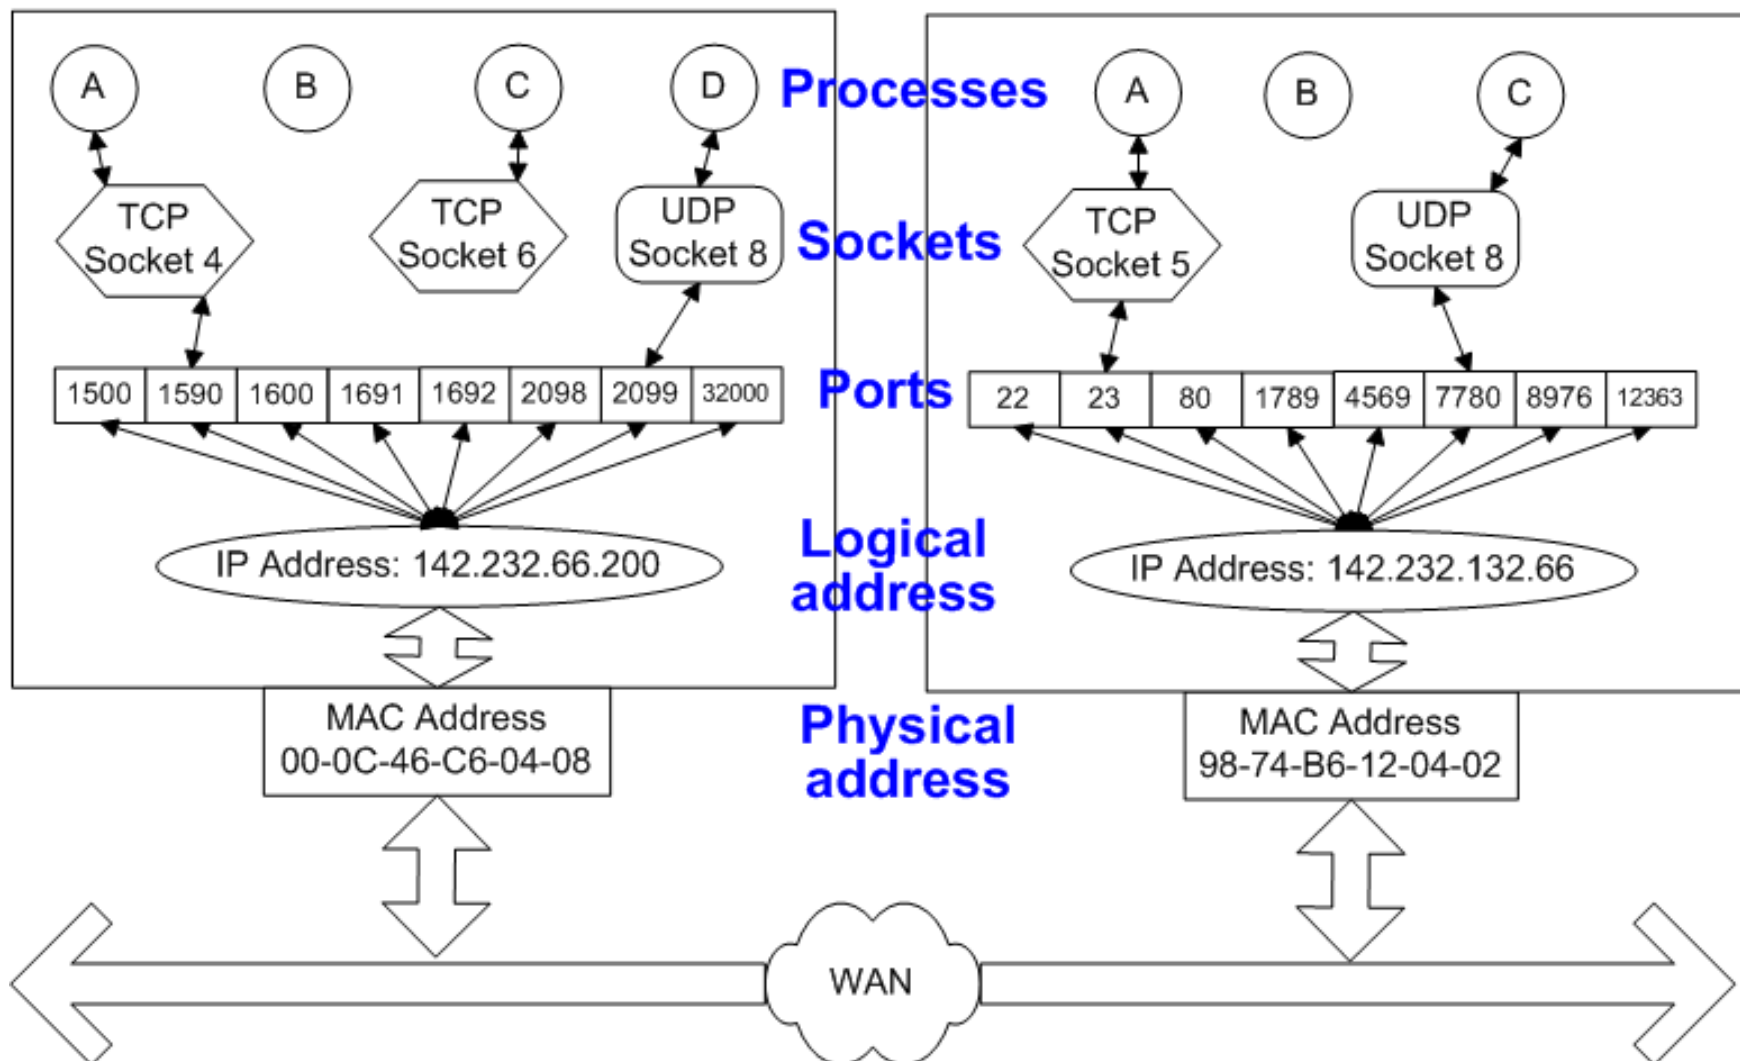 A
B
C
D
Processes
A
B
C
TCP
Socket 4
TCP
Socket 6
UDP
Socket 8
Sockets
TCP
Socket 5
UDP
Socket 8
1500 1590 1600 1691 1692 2098 2099 32000
Ports
22 23 80 1789 4569 7780 8976 12363
IP Address: 142.232.66.200
Logical
address
IP Address: 142.232.132.66
MAC Address
00-0C-46-C6-04-08
Physical
address
MAC Address
98-74-B6-12-04-02
WAN